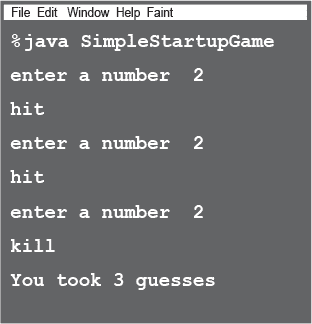 File Edit Window Help Faint
%java SimpleStartupGame
enter a number 2
hit
enter a number 2
hit
enter a number 2
kill
You took 3 guesses